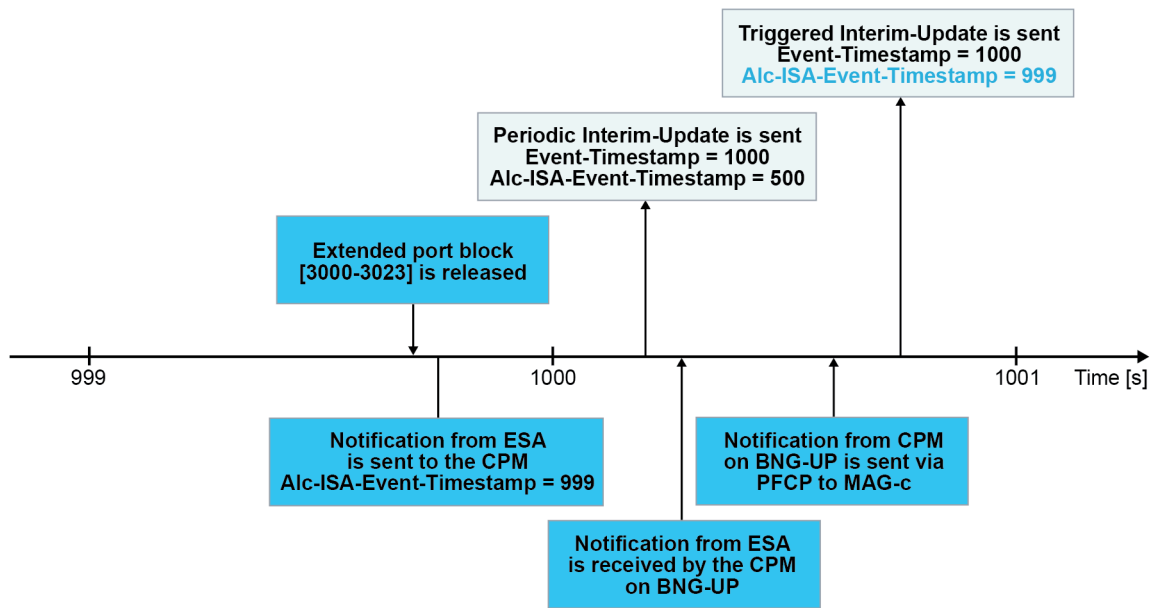 Triggered Interim-Update is sent
Event-Timestamp = 1000
Alc-ISA-Event-Timestamp = 999
Periodic Interim-Update is sent
Event-Timestamp = 1000
Alc-ISA-Event-Timestamp = 500
Extended port block
[3000-3023] is released
999
1000
1001
Time [s]
Notification from ESA
is sent to the CPM
Alc-ISA-Event-Timestamp = 999
Notification from CPM
on BNG-UP is sent via
PFCP to MAG-c
Notification from ESA
is received by the CPM
on BNG-UP